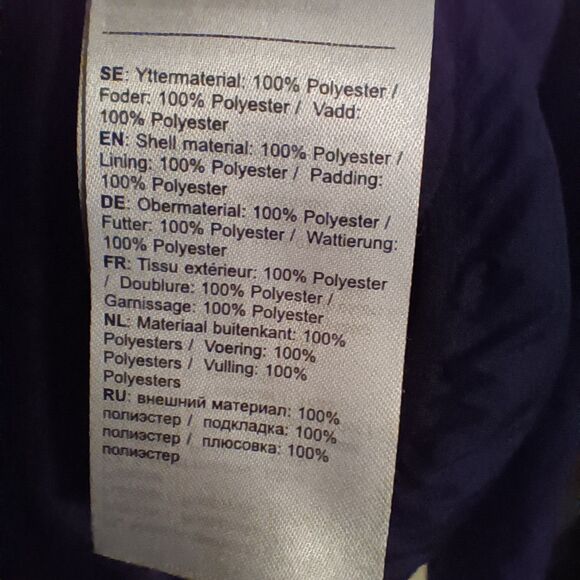 SE: Yttermaterial: 100% Polyester /
Foder: 100% Polyester / Vadd:
100% Polyester
EN: Shell material: 100% Polyester /
Lining: 100% Polyester / Padding:
100% Polyester
DE: Obermaterial: 100% Polyester /
Futter: 100% Polyester / Wattierung:
100% Polyester
FR: Tissu extérieur: 100% Polyester
/ Doublure: 100% Polyester /
Garnissage: 100% Polyester
NL: Materiaal buitenkant: 100%
Polyesters / Voering: 100%
Polyesters / Vulling: 100%
Polyesters
RU: внешний материал: 100%
полиэстер / подкладка: 100%
полиэстер / плюсовка: 100%
полиэстер